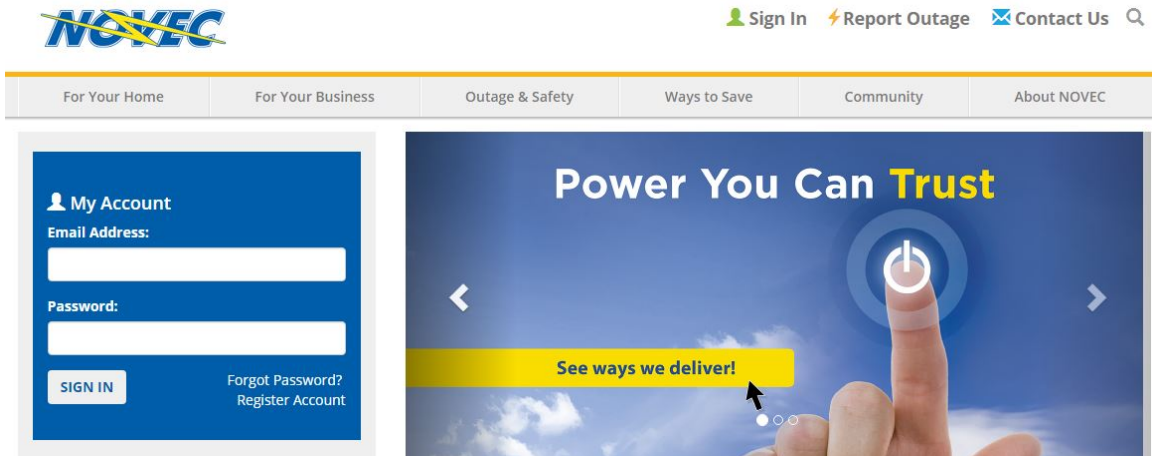 NOVEC
Sign In Report Outage Contact Us
For Your Home For Your Business Outage & Safety Ways to Save Community About NOVEC
My Account
Email Address:
Password:
SIGN IN
Forgot Password?
Register Account
Power You Can Trust
See ways we deliver!